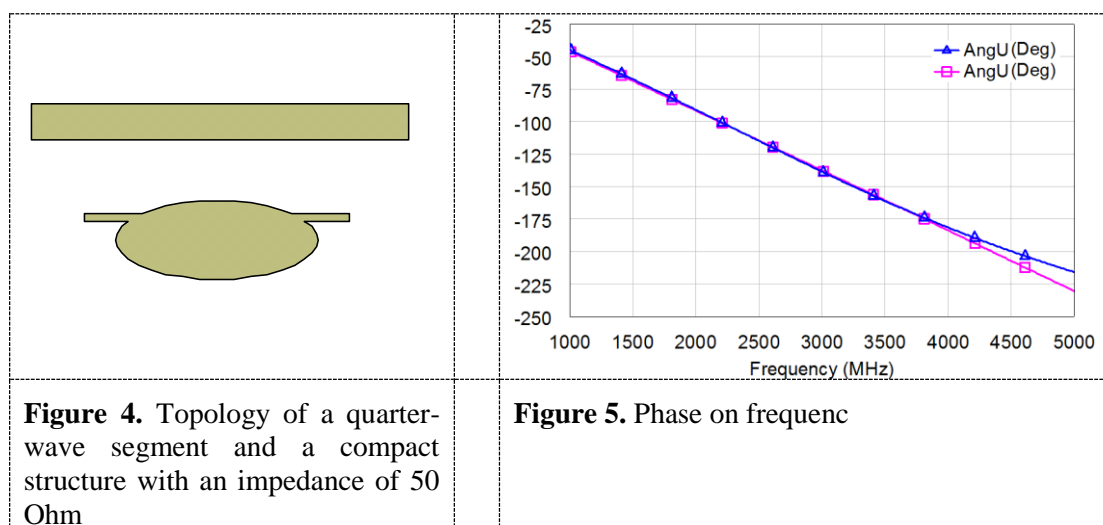 -25
-50
-75
-100
-125
-150
-175
-200
-225
-250
AngU(Deg)
AngU(Deg)
1000 1500 2000 2500 3000 3500 4000 4500 5000
Frequency (MHz)
Figure 4. Topology of a quarter-
wave segment and a compact
structure with an impedance of 50
Ohm
Figure 5. Phase on frequenc